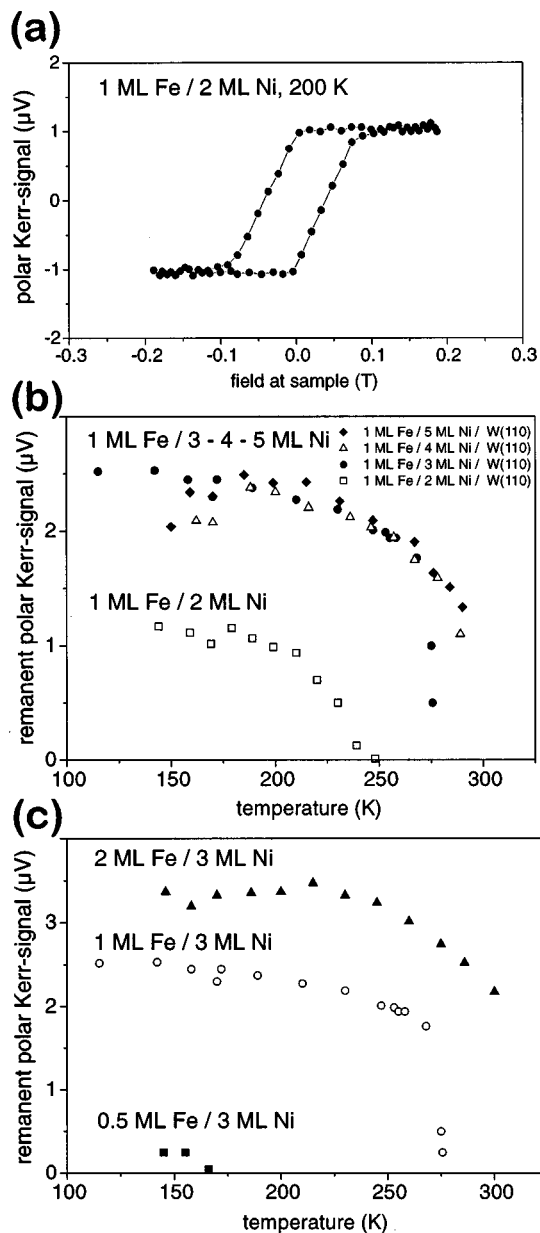 (a)
1 ML Fe / 2 ML Ni, 200 K
polar Kerr-signal (µV)
2
1
0
-1
-2
-0.3
-0.2
-0.1
0.0
0.1
0.2
0.3
field at sample (T)
(b)
1 ML Fe / 3 - 4 - 5 ML Ni
1 ML Fe / 5 ML Ni / W(110)
1 ML Fe / 4 ML Ni / W(110)
1 ML Fe / 3 ML Ni / W(110)
1 ML Fe / 2 ML Ni / W(110)
1 ML Fe / 2 ML Ni
remanent polar Kerr-signal (µV)
2
1
0
100
150
200
250
300
temperature (K)
(c)
2 ML Fe / 3 ML Ni
1 ML Fe / 3 ML Ni
0.5 ML Fe / 3 ML Ni
remanent polar Kerr-signal (µV)
3
2
1
0
100
150
200
250
300
temperature (K)